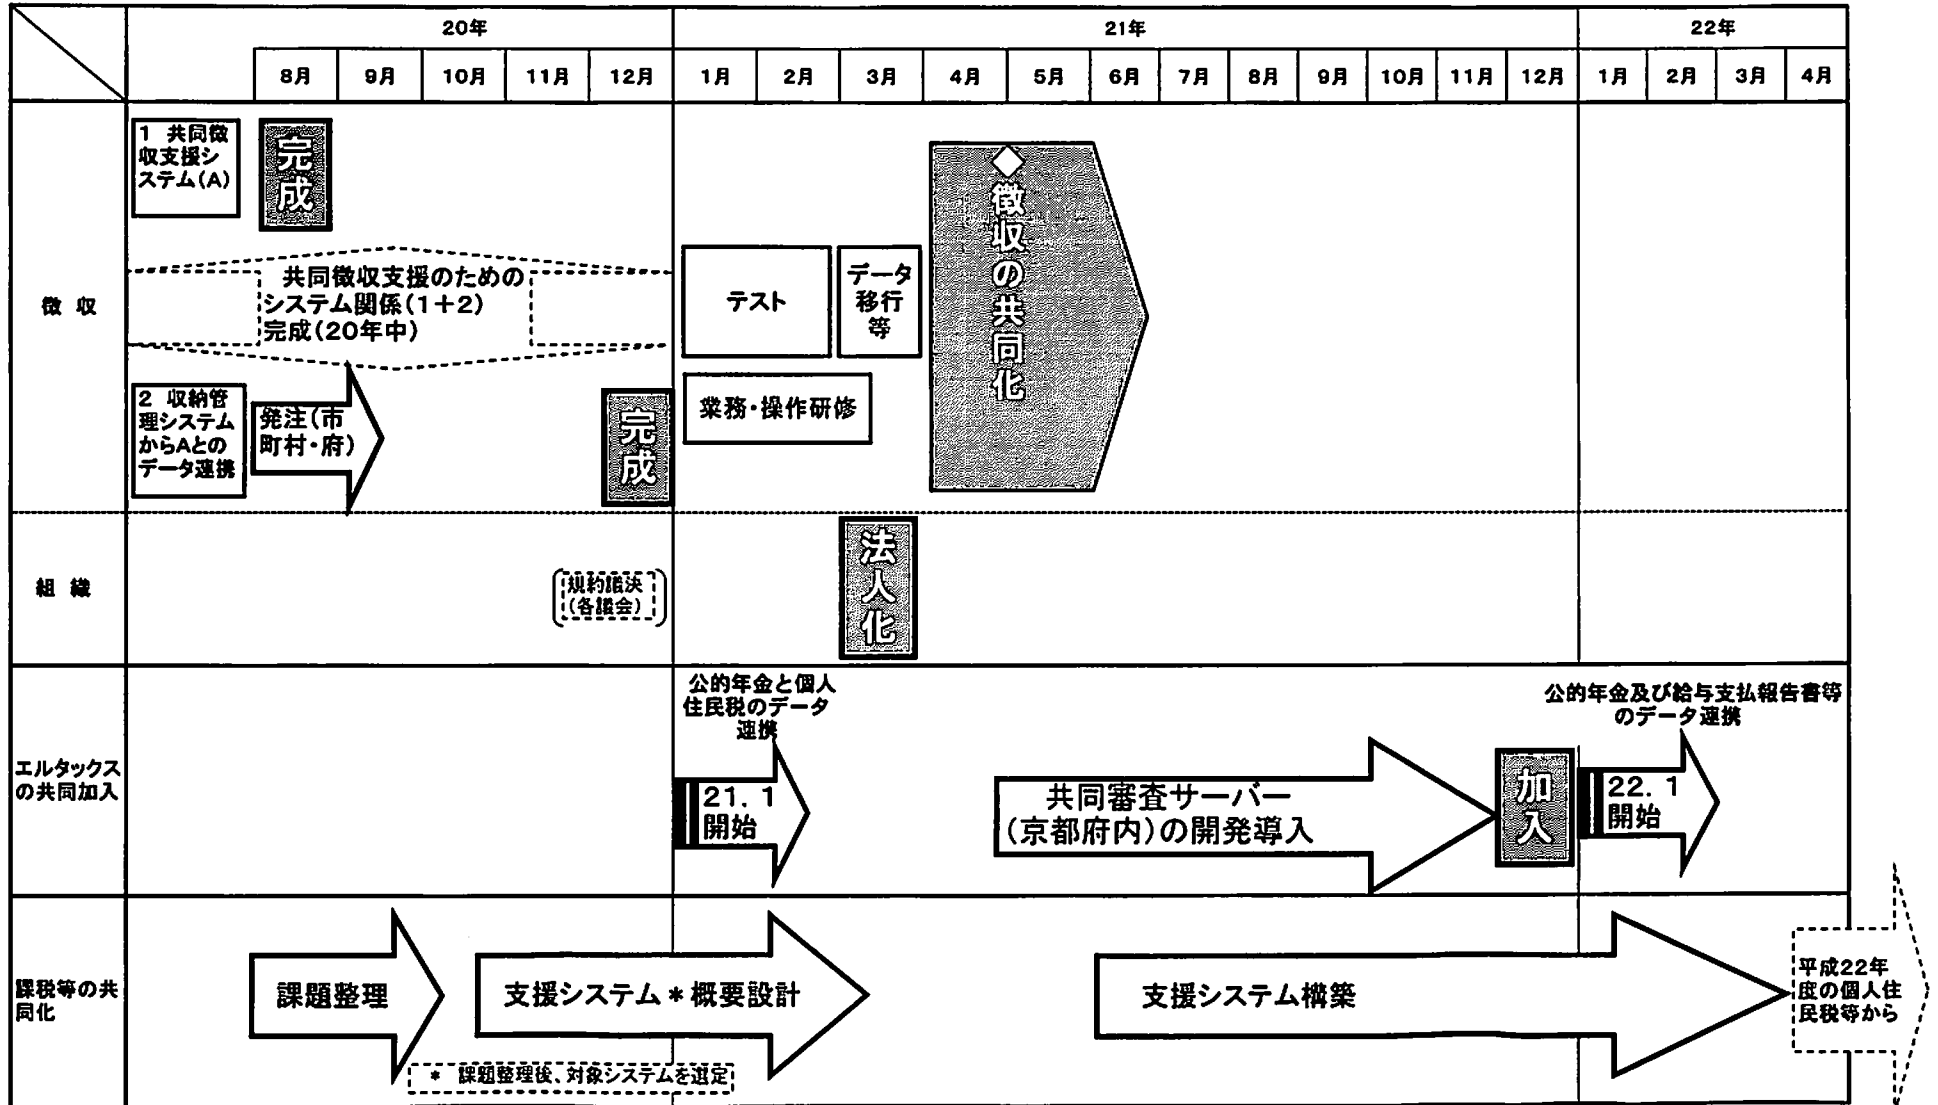 20年
21年
22年
8月
9月
10月
11月
12月
1月
2月
3月
4月
5月
6月
7月
8月
9月
10月
11月
12月
1月
2月
3月
4月
徴 収
1 共同徴
収支援シ
ステム(A)
完成
共同徴収支援のための
システム関係(1+2)
完成(20年中)
2 収納管
理システム
からAとの
データ連携
発注(市
町村・府)
完成
テスト
データ
移行
等
業務・操作研修
◇徴収の共同化
組 織
規約議決
(各議会)
法人化
エルタックス
の共同加入
公的年金と個人
住民税のデータ
連携
21. 1
開始
共同審査サーバー
(京都府内)の開発導入
加入
公的年金及び給与支払報告書等
のデータ連携
22. 1
開始
課税等の共
同化
課題整理
支援システム*概要設計
* 課題整理後、対象システムを選定
支援システム構築
平成22年
度の個人住
民税等から